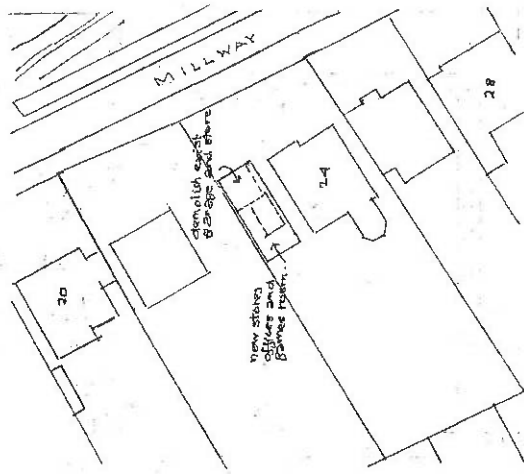 MILLWAY
demolish exist.
garage and store
28
24
20
new stores
offices and
games room.